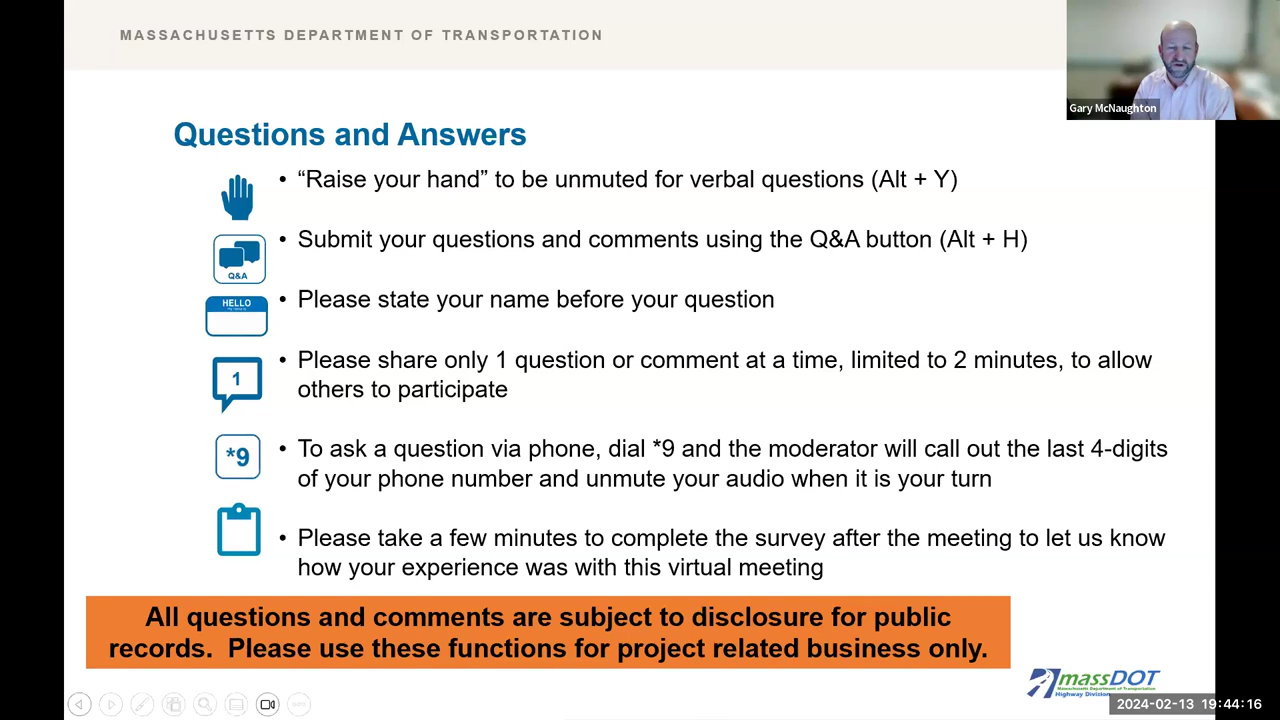 MASSACHUSETTS DEPARTMENT OF TRANSPORTATION
Gary McNaughton
Questions and Answers
• “Raise your hand” to be unmuted for verbal questions (Alt + Y)
• Submit your questions and comments using the Q&A button (Alt + H)
Q&A
• Please state your name before your question
HELLO
• Please share only 1 question or comment at a time, limited to 2 minutes, to allow
others to participate
1
• To ask a question via phone, dial *9 and the moderator will call out the last 4-digits
of your phone number and unmute your audio when it is your turn
*9
• Please take a few minutes to complete the survey after the meeting to let us know
how your experience was with this virtual meeting
All questions and comments are subject to disclosure for public
records.  Please use these functions for project related business only.
massDOT
Massachusetts Department of Transportation
Highway Division
2024-02-13 19:44:16